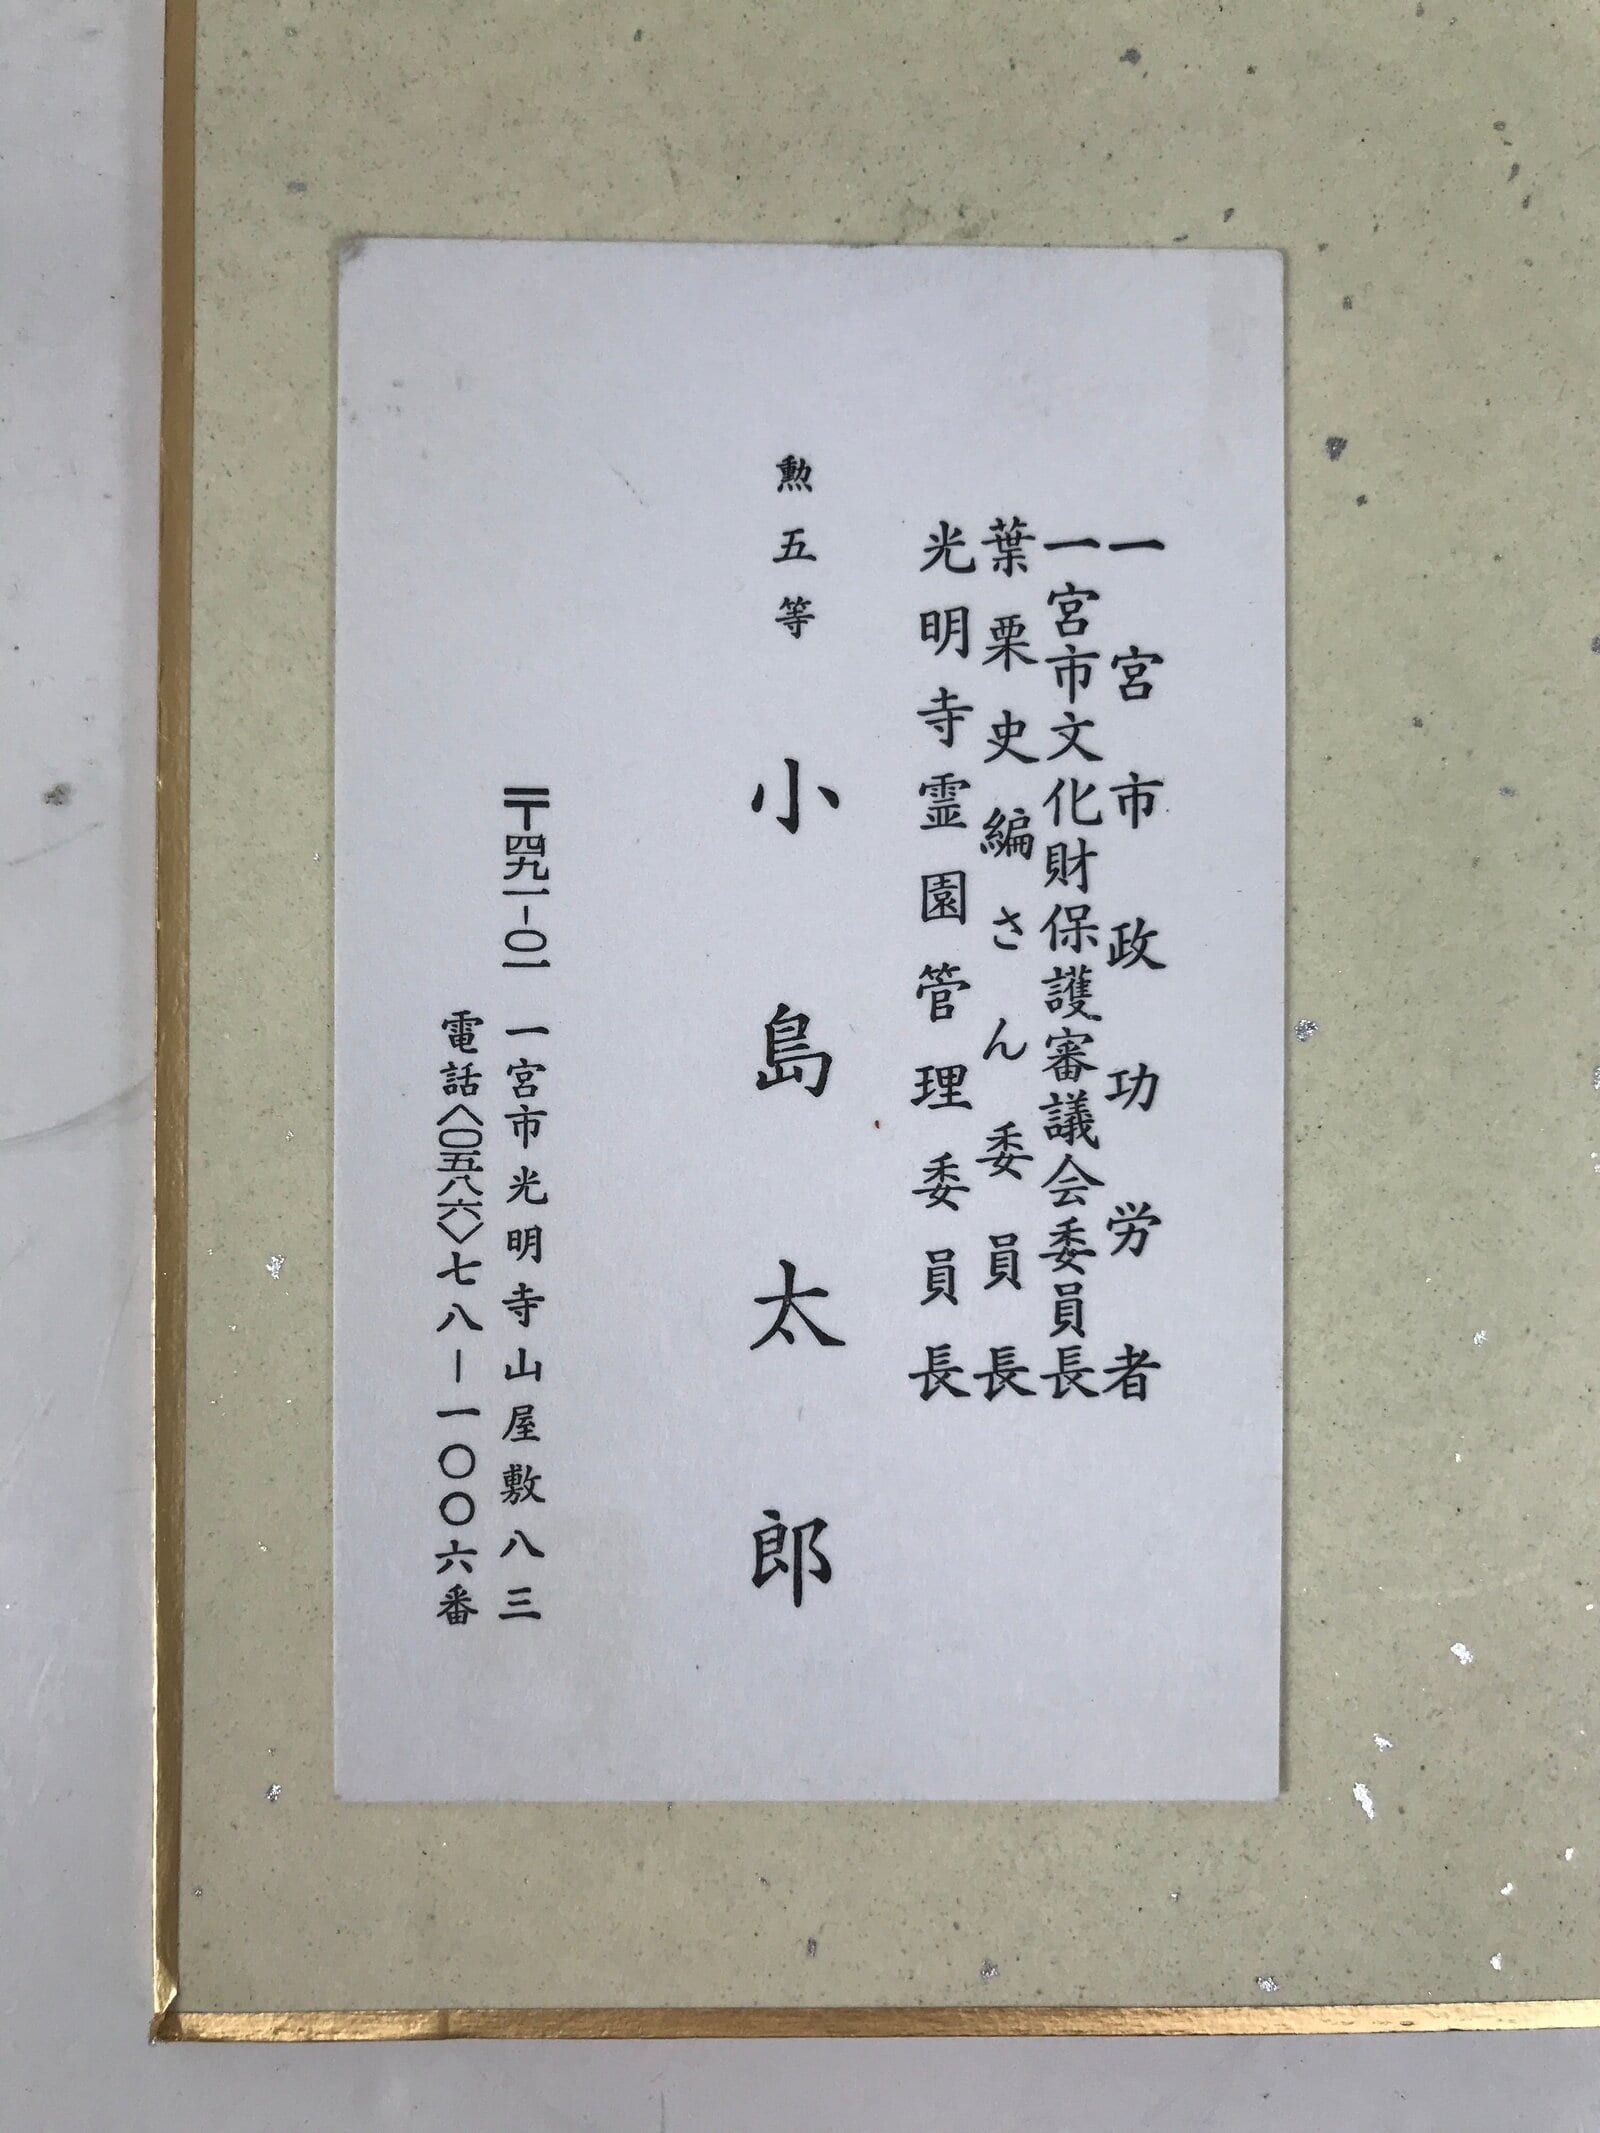 一宮市政功労者
一宮市文化財保護審議会委員長
葉栗史編さん委員長
光明寺霊園管理委員長
勲五等 小島太郎
〒四九一-〇一 一宮市光明寺山屋敷八三
電話〈〇五八六〉七八-一〇〇六番